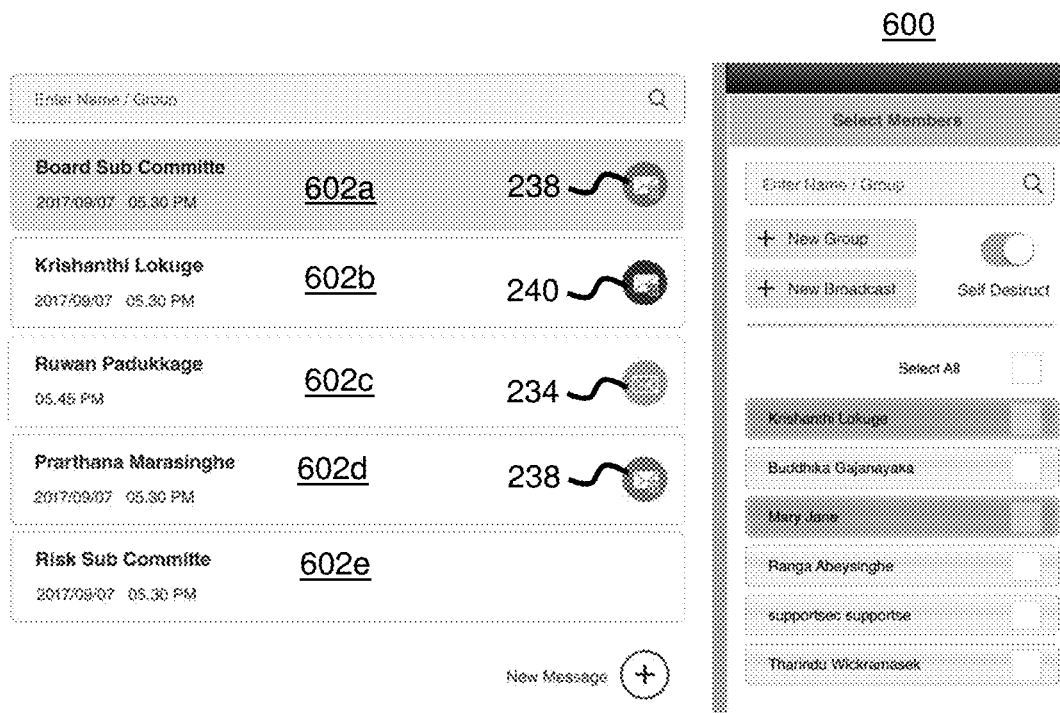 600
Enter Name / Group
Board Sub Committe
2017/09/07 05.30 PM
602a
238
Krishanthi Lokuge
2017/09/07 05.30 PM
602b
240
Ruwan Padukkage
05.45 PM
602c
234
Prarthana Marasinghe
2017/09/07 05.30 PM
602d
238
Risk Sub Committe
2017/09/07 05.30 PM
602e
New Message
Select Members
Enter Name / Group
+ New Group
+ New Broadcast
Self Destruct
Select All
Krishanthi Lokuge
Buddhika Gajanayaka
Mary Jane
Ranga Abeysinghe
supportsec supportse
Tharindu Wickramasek